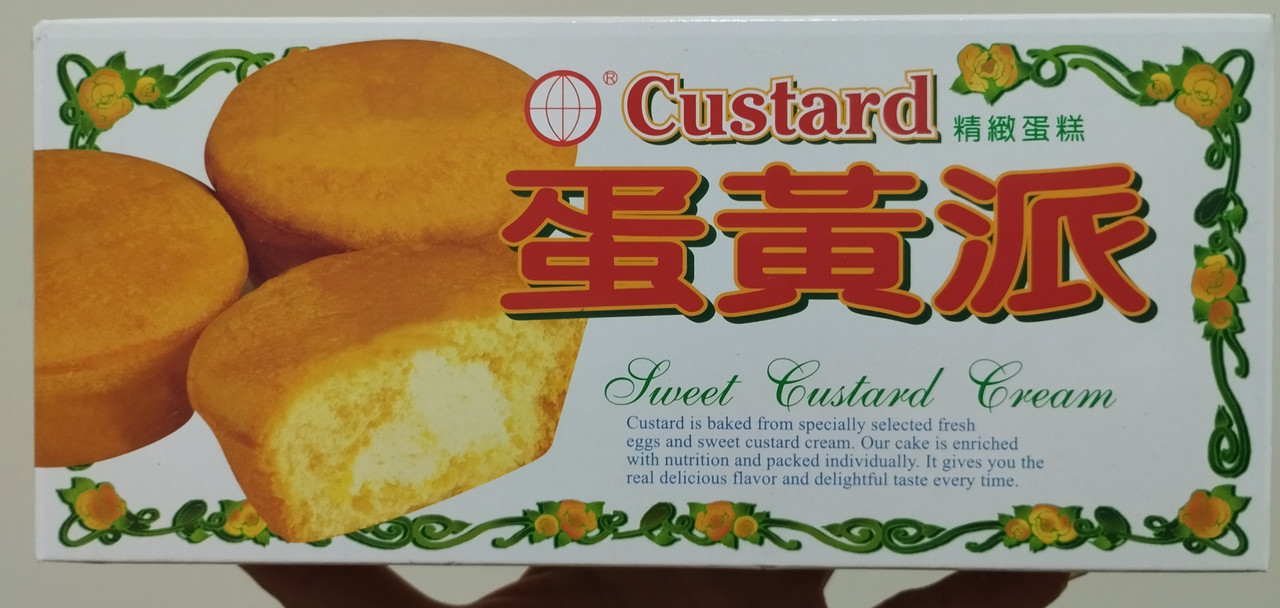 ® Custard 精緻蛋糕
蛋黃派
Sweet Custard Cream
Custard is baked from specially selected fresh
eggs and sweet custard cream. Our cake is enriched
with nutrition and packed individually. It gives you the
real delicious flavor and delightful taste every time.